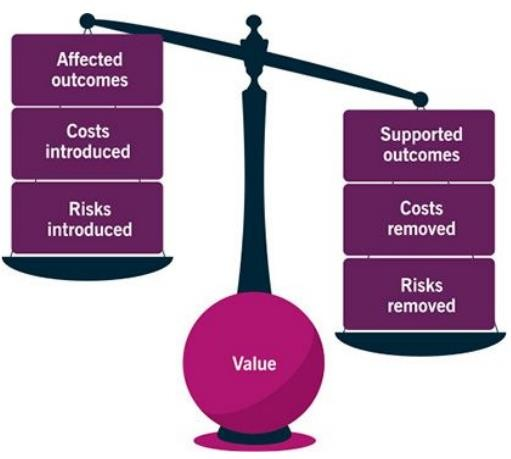 Affected
outcomes
Costs
introduced
Risks
introduced
Supported
outcomes
Costs
removed
Risks
removed
Value